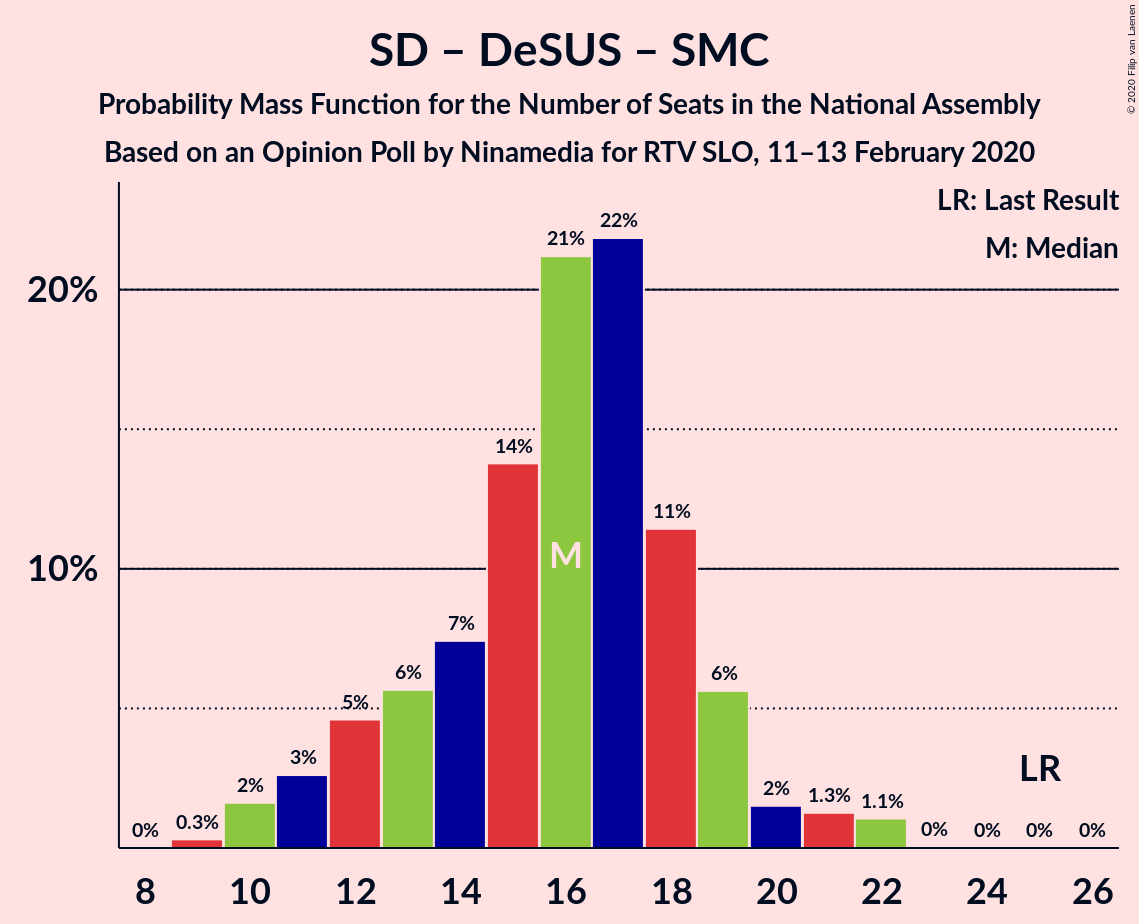 SD – DeSUS – SMC
Probability Mass Function for the Number of Seats in the National Assembly
Based on an Opinion Poll by Ninamedia for RTV SLO, 11–13 February 2020
© 2020 Filip van Laenen
LR: Last Result
M: Median
20%
10%
0%
0.3%
2%
3%
5%
6%
7%
14%
21%
22%
11%
6%
2%
1.3%
1.1%
0%
0%
0%
0%
M
LR
8 10 12 14 16 18 20 22 24 26